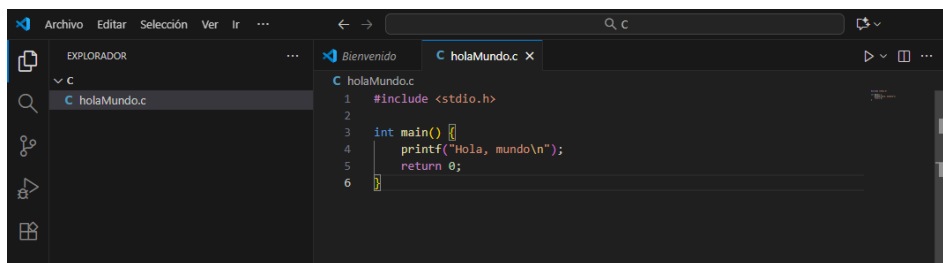 Archivo Editar Selección Ver Ir ···
C
EXPLORADOR ···
C
C holaMundo.c
Bienvenido
C holaMundo.c
C holaMundo.c
1 #include <stdio.h>
2
3 int main() {
4 printf("Hola, mundo\n");
5 return 0;
6 }